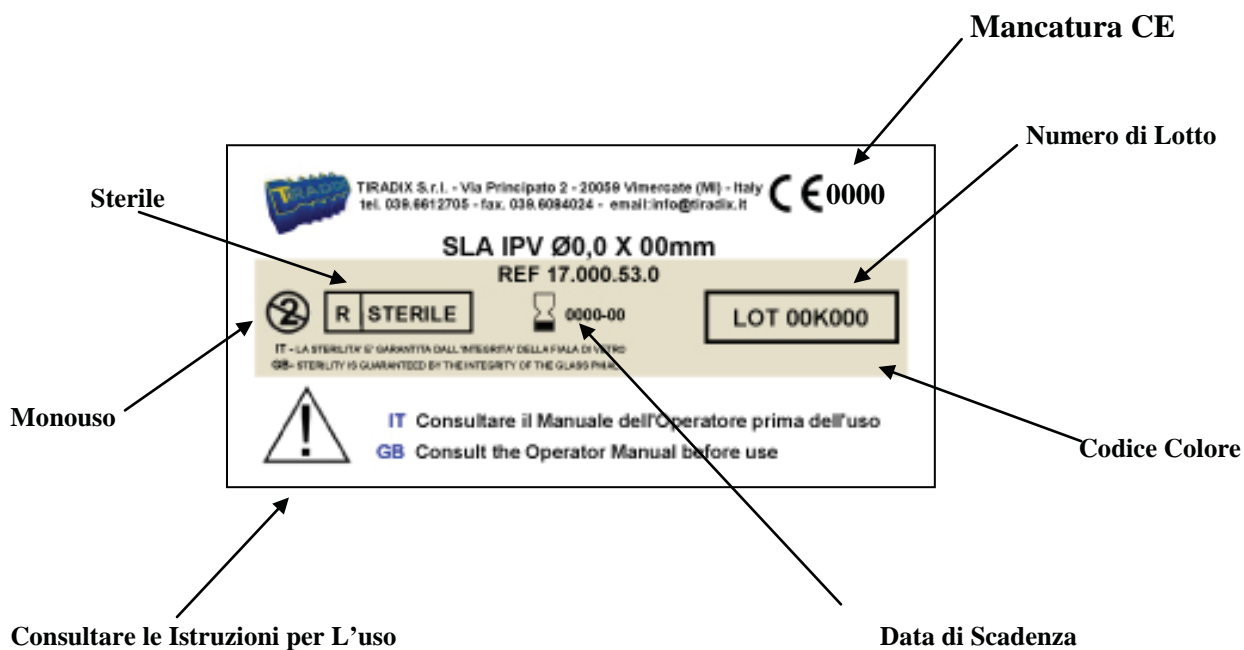 Mancatura CE
Numero di Lotto
Sterile
TIRADIX
TIRADIX S.r.l. - Via Principato 2 - 20059 Vimercate (MI) - Italy
tel. 039.6612705 - fax. 039.6084024 - email:info@tiradix.it
CE0000
SLA IPV Ø0,0 X 00mm
REF 17.000.53.0
2
R STERILE
0000-00
LOT 00K000
IT - LA STERILITA' E' GARANTITA DALL'INTEGRITA' DELLA FIALA DI VETRO
GB - STERILITY IS GUARANTEED BY THE INTEGRITY OF THE GLASS PHIAL
Monouso
IT Consultare il Manuale dell'Operatore prima dell'uso
GB Consult the Operator Manual before use
Codice Colore
Consultare le Istruzioni per L'uso
Data di Scadenza